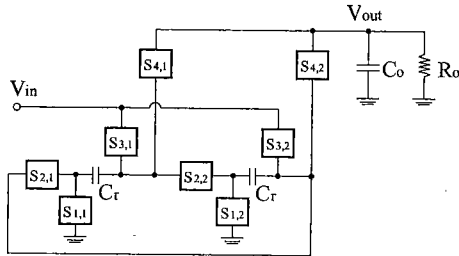 Vout
S4,1
S4,2
Co
Ro
Vin
S3,1
S3,2
S2,1
Cr
S2,2
Cr
S1,1
S1,2